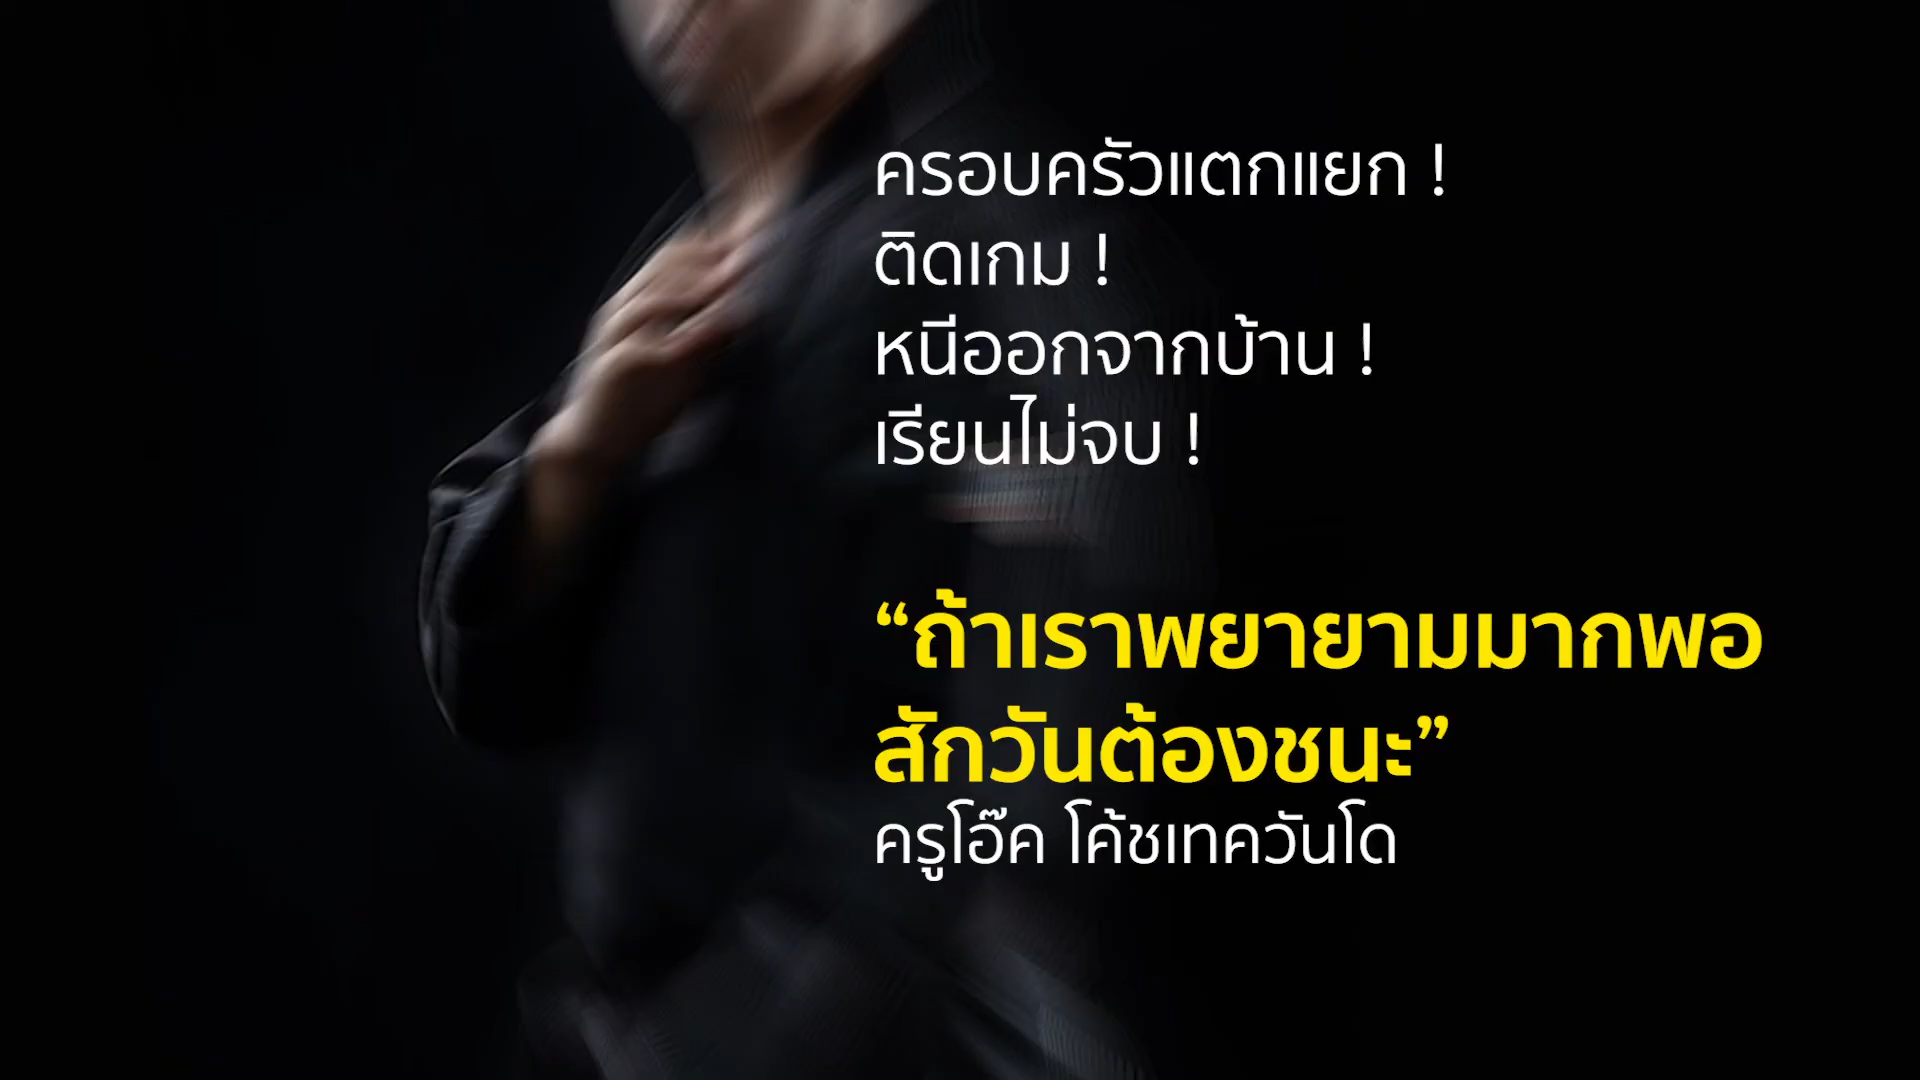 ครอบครัวแตกแยก !
ติดเกม !
หนีออกจากบ้าน !
เรียนไม่จบ !
“ถ้าเราพยายามมากพอ
สักวันต้องชนะ”
ครูโอ๊ค โค้ชเทควันโด